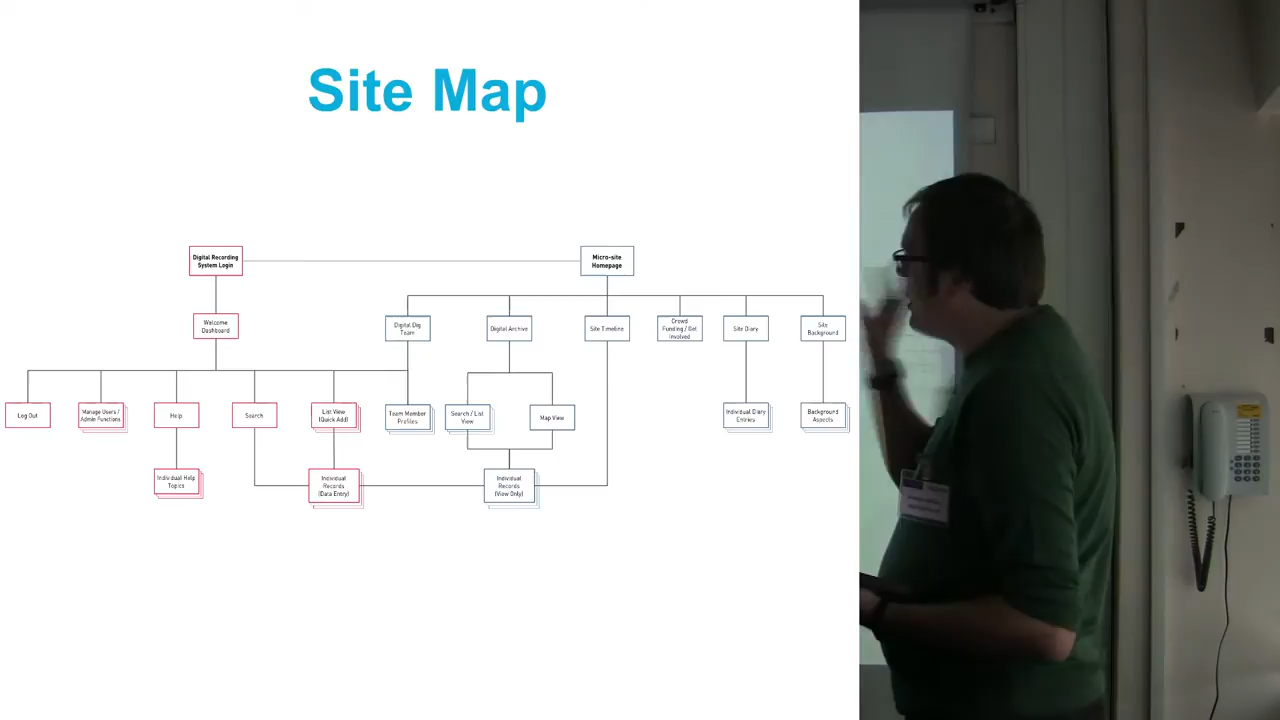 Site Map
Digital Recording
System Login
Micro-site
Homepage
Welcome
Dashboard
Digital Dig
Team
Digital Archive
Site Timeline
Crowd
Funding / Get
Involved
Site Diary
Site
Background
Log Out
Manage Users /
Admin Functions
Help
Search
List View
(Quick Add)
Team Member
Profiles
Search / List
View
Map View
Individual Diary
Entries
Background
Aspects
Individual Help
Topics
Individual
Records
(Data Entry)
Individual
Records
(View Only)